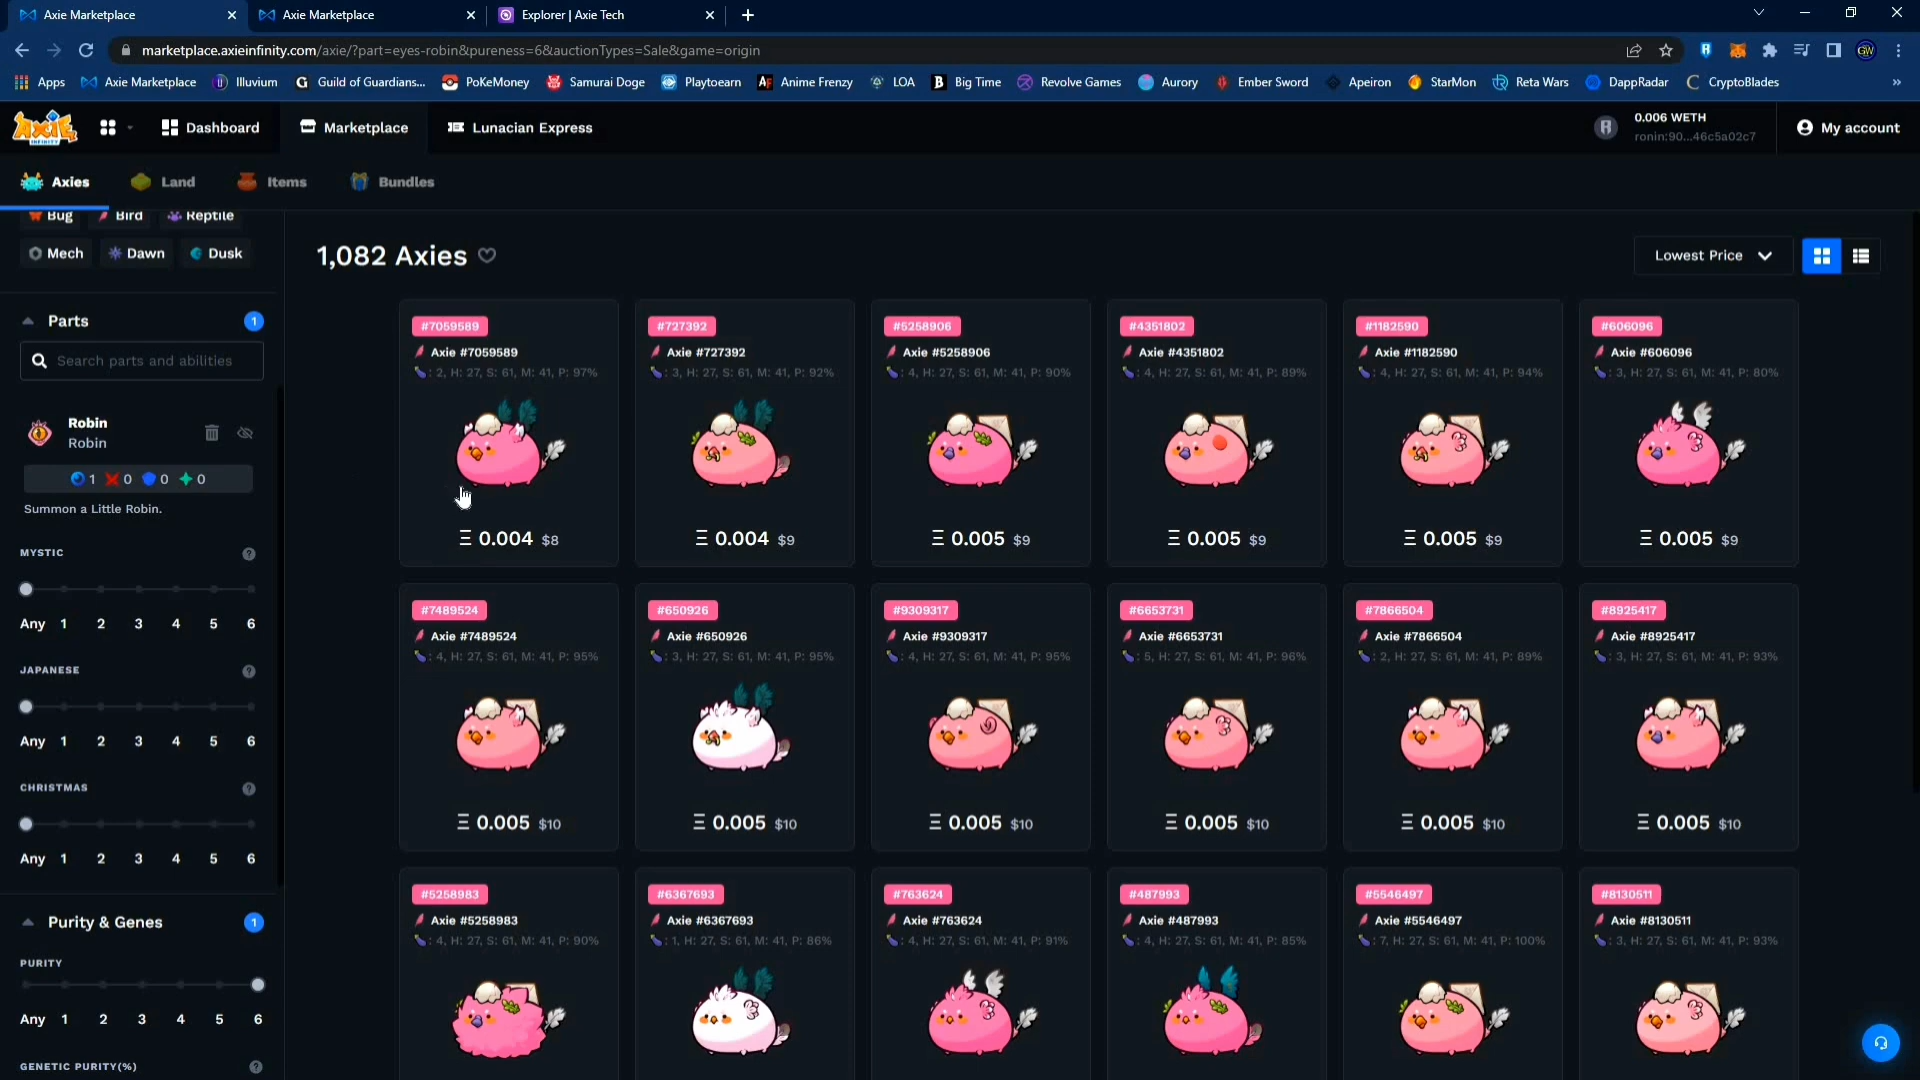 Axie Marketplace
Axie Marketplace
Explorer | Axie Tech
marketplace.axieinfinity.com/axie/?part=eyes-robin&pureness=6&auctionTypes=Sale&game=origin
GW
Apps Axie Marketplace Illuvium Guild of Guardians... PoKeMoney Samurai Doge Playtoearn Anime Frenzy LOA Big Time Revolve Games Aurory Ember Sword Apeiron StarMon Reta Wars DappRadar CryptoBlades »
AXIE INFINITY
Dashboard Marketplace Lunacian Express
0.006 WETH
ronin:90...46c5a02c7
My account
Axies Land Items Bundles
Bug Bird Reptile
Mech Dawn Dusk
1,082 Axies
Lowest Price
Parts 1
Search parts and abilities
Robin
Robin
1 0 0 0
Summon a Little Robin.
MYSTIC ?
Any 1 2 3 4 5 6
JAPANESE ?
Any 1 2 3 4 5 6
CHRISTMAS ?
Any 1 2 3 4 5 6
Purity & Genes 1
PURITY
Any 1 2 3 4 5 6
GENETIC PURITY(%) ?
#7059589
Axie #7059589
: 2, H: 27, S: 61, M: 41, P: 97%
Ξ 0.004 $8
#727392
Axie #727392
: 3, H: 27, S: 61, M: 41, P: 92%
Ξ 0.004 $9
#5258906
Axie #5258906
: 4, H: 27, S: 61, M: 41, P: 90%
Ξ 0.005 $9
#4351802
Axie #4351802
: 4, H: 27, S: 61, M: 41, P: 89%
Ξ 0.005 $9
#1182590
Axie #1182590
: 4, H: 27, S: 61, M: 41, P: 94%
Ξ 0.005 $9
#606096
Axie #606096
: 3, H: 27, S: 61, M: 41, P: 80%
Ξ 0.005 $9
#7489524
Axie #7489524
: 4, H: 27, S: 61, M: 41, P: 95%
Ξ 0.005 $10
#650926
Axie #650926
: 3, H: 27, S: 61, M: 41, P: 95%
Ξ 0.005 $10
#9309317
Axie #9309317
: 4, H: 27, S: 61, M: 41, P: 95%
Ξ 0.005 $10
#6653731
Axie #6653731
: 5, H: 27, S: 61, M: 41, P: 96%
Ξ 0.005 $10
#7866504
Axie #7866504
: 2, H: 27, S: 61, M: 41, P: 89%
Ξ 0.005 $10
#8925417
Axie #8925417
: 3, H: 27, S: 61, M: 41, P: 93%
Ξ 0.005 $10
#5258983
Axie #5258983
: 4, H: 27, S: 61, M: 41, P: 90%
#6367693
Axie #6367693
: 1, H: 27, S: 61, M: 41, P: 86%
#763624
Axie #763624
: 4, H: 27, S: 61, M: 41, P: 91%
#487993
Axie #487993
: 4, H: 27, S: 61, M: 41, P: 85%
#5546497
Axie #5546497
: 7, H: 27, S: 61, M: 41, P: 100%
#8130511
Axie #8130511
: 3, H: 27, S: 61, M: 41, P: 93%